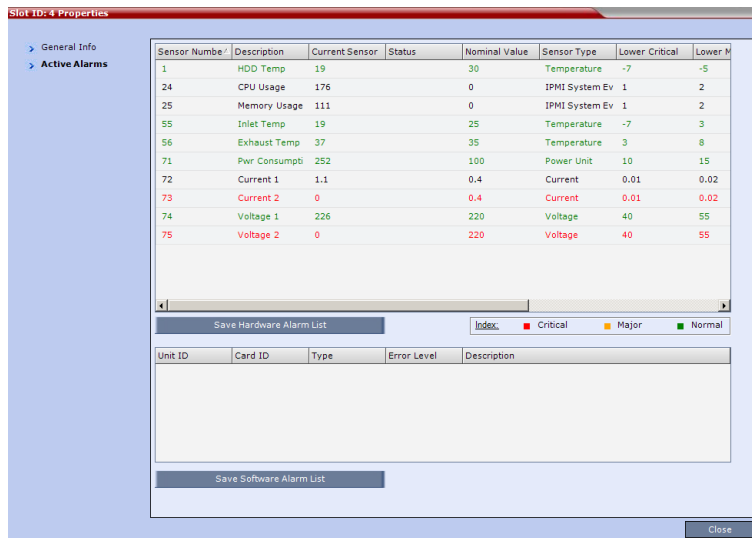 Slot ID: 4 Properties
General Info
Active Alarms
Sensor Numbe Description Current Sensor Status Nominal Value Sensor Type Lower Critical Lower M
1 HDD Temp 19 30 Temperature -7 -5
24 CPU Usage 176 0 IPMI System Ev 1 2
25 Memory Usage 111 0 IPMI System Ev 1 2
55 Inlet Temp 19 25 Temperature -7 3
56 Exhaust Temp 37 35 Temperature 3 8
71 Pwr Consumpti 252 100 Power Unit 10 15
72 Current 1 1.1 0.4 Current 0.01 0.02
73 Current 2 0 0.4 Current 0.01 0.02
74 Voltage 1 226 220 Voltage 40 55
75 Voltage 2 0 220 Voltage 40 55
Save Hardware Alarm List
Index: Critical Major Normal
Unit ID Card ID Type Error Level Description
Save Software Alarm List
Close